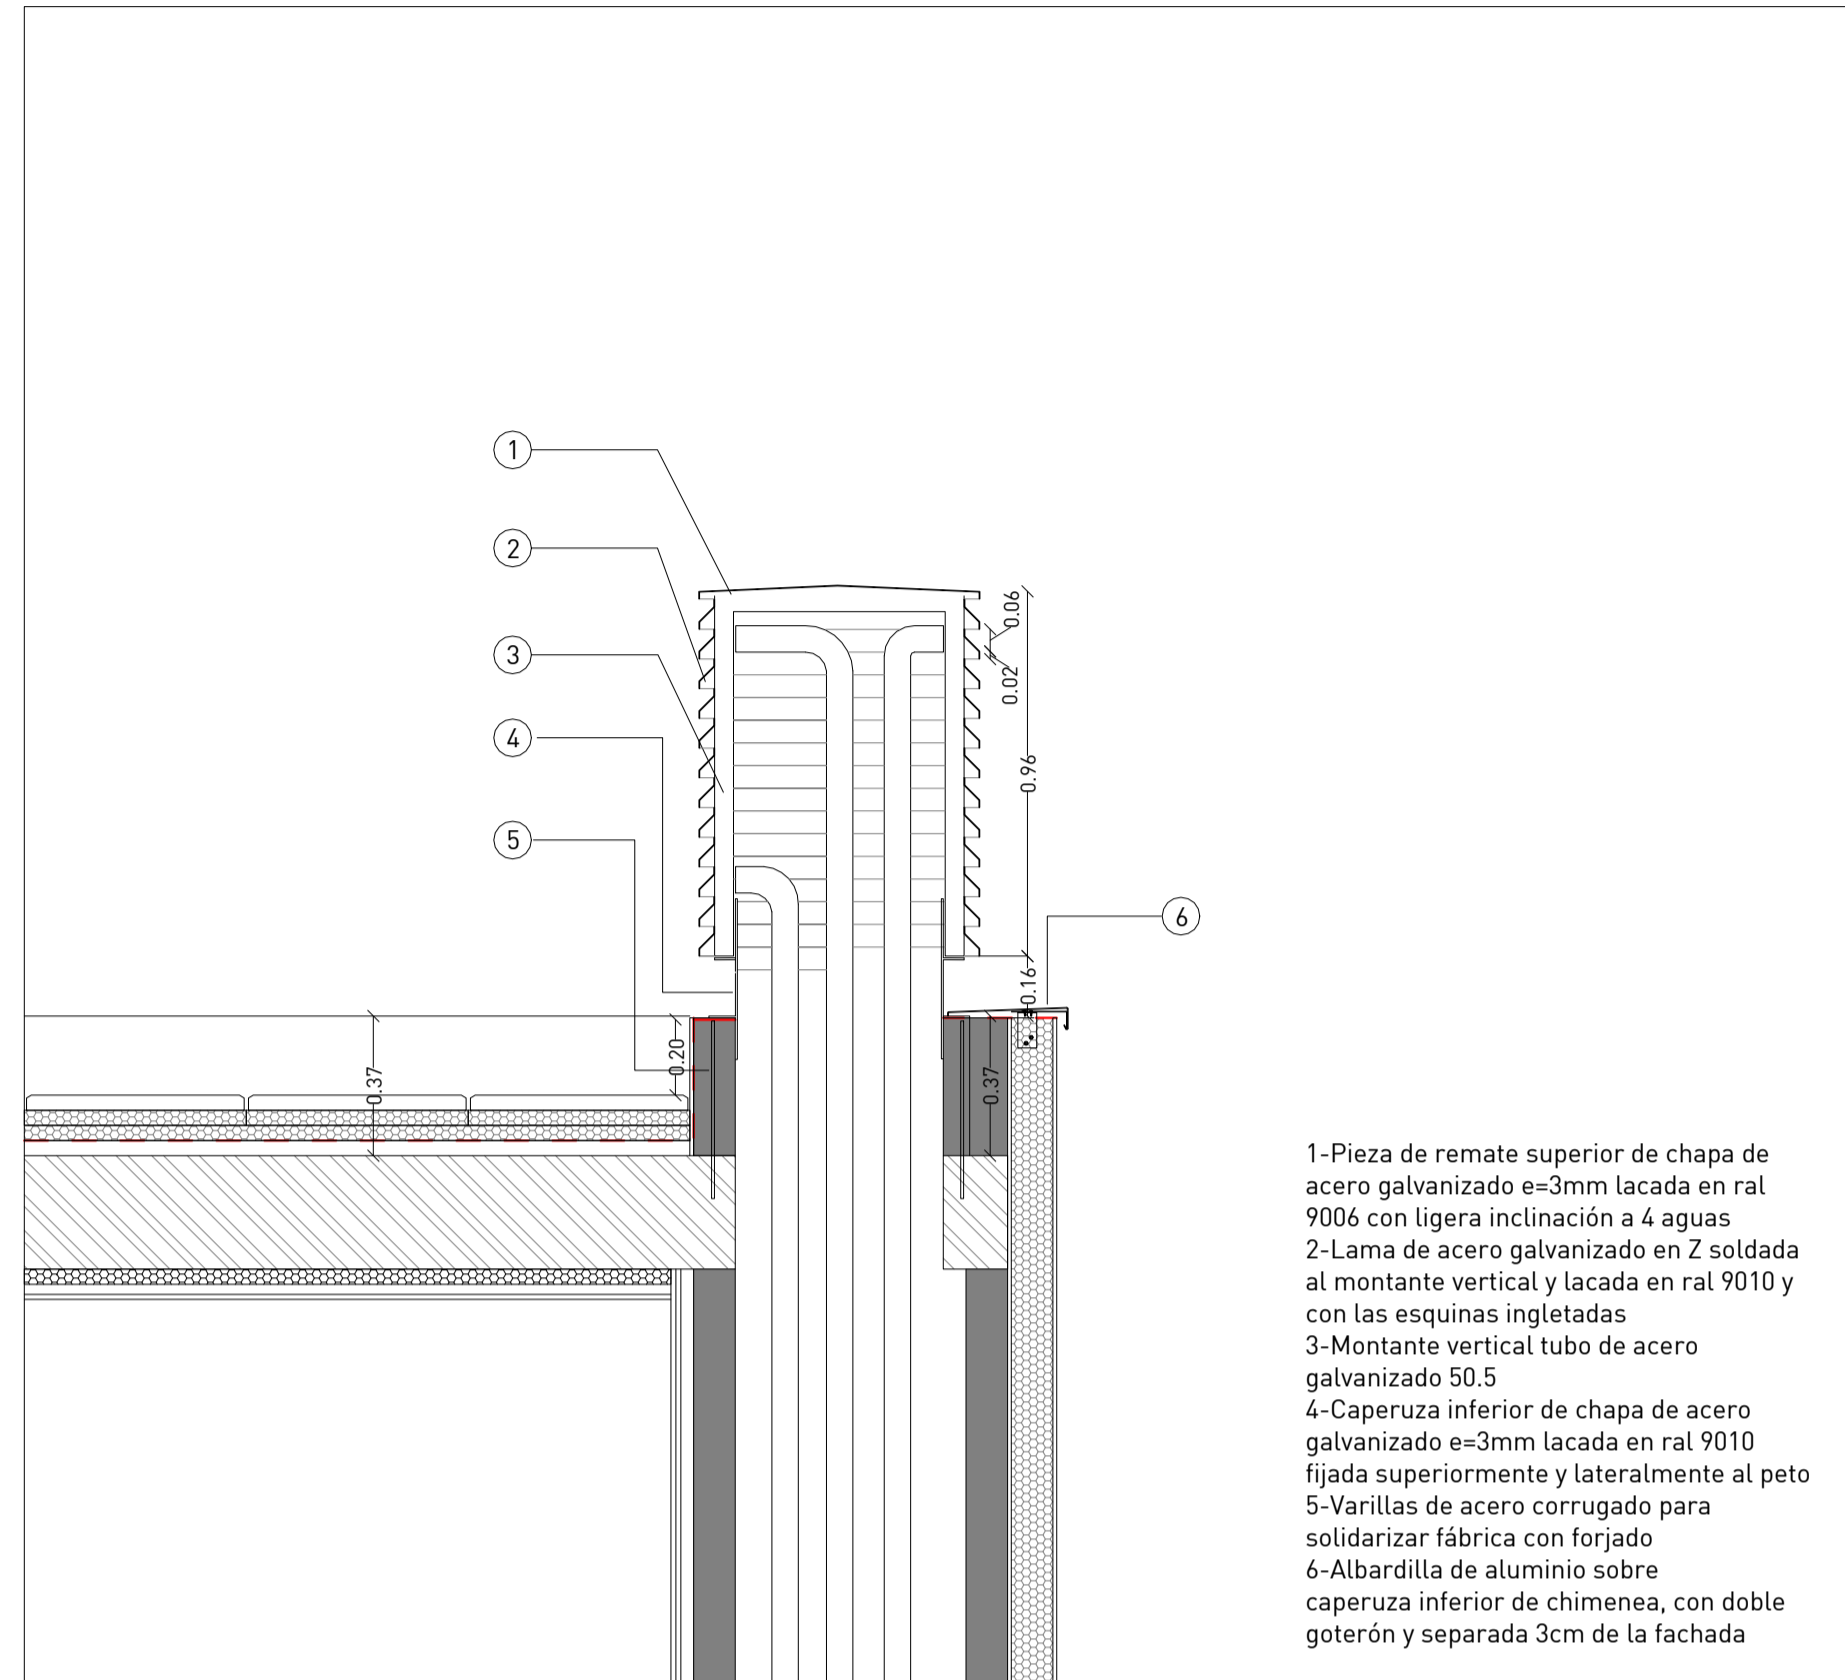 1
2
3
4
5
6
0.06
0.02
0.96
0.16
0.20
0.37
0.37
1-Pieza de remate superior de chapa de
acero galvanizado e=3mm lacada en ral
9006 con ligera inclinación a 4 aguas
2-Lama de acero galvanizado en Z soldada
al montante vertical y lacada en ral 9010 y
con las esquinas ingletadas
3-Montante vertical tubo de acero
galvanizado 50.5
4-Caperuza inferior de chapa de acero
galvanizado e=3mm lacada en ral 9010
fijada superiormente y lateralmente al peto
5-Varillas de acero corrugado para
solidarizar fábrica con forjado
6-Albardilla de aluminio sobre
caperuza inferior de chimenea, con doble
goterón y separada 3cm de la fachada